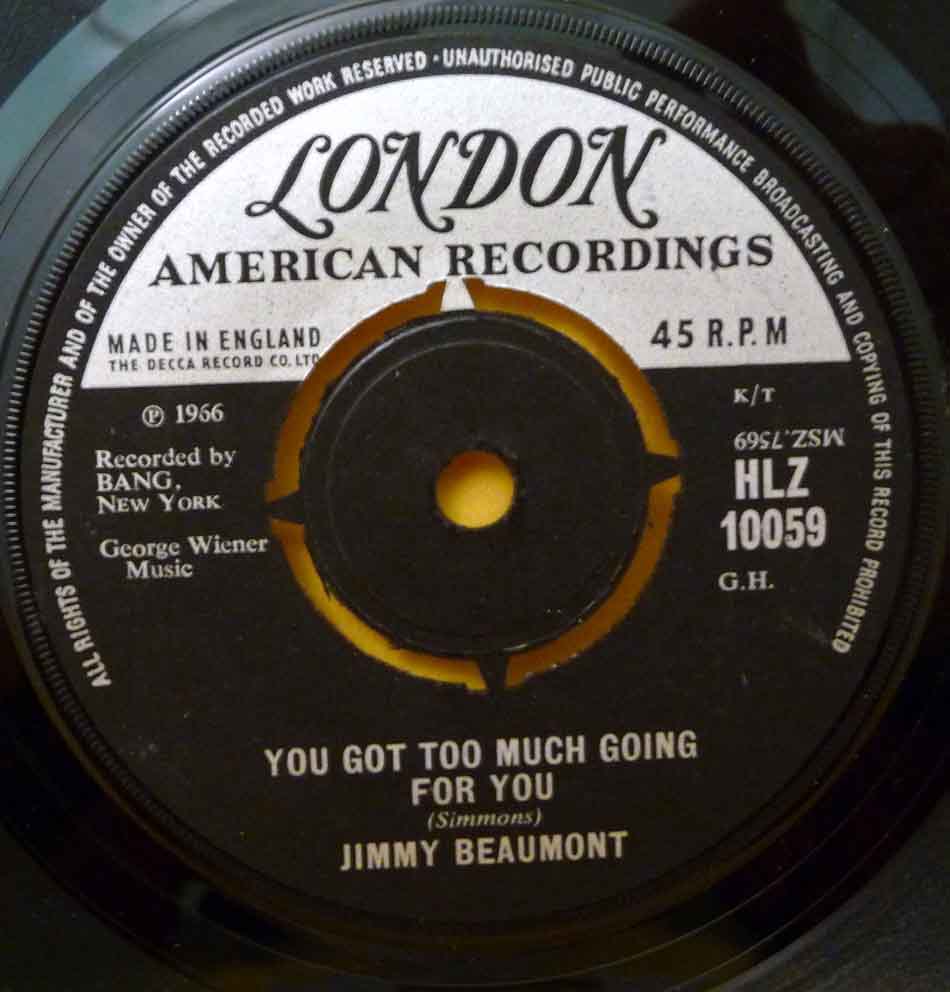 ALL RIGHTS OF THE MANUFACTURER AND OF THE OWNER OF THE RECORDED WORK RESERVED · UNAUTHORISED PUBLIC PERFORMANCE BROADCASTING AND COPYING OF THIS RECORD PROHIBITED
LONDON
AMERICAN RECORDINGS
MADE IN ENGLAND
THE DECCA RECORD CO. LTD
45 R.P.M
℗ 1966
Recorded by
BANG,
NEW YORK
George Wiener
Music
K/T
MSZ.7569
HLZ
10059
G.H.
YOU GOT TOO MUCH GOING
FOR YOU
(Simmons)
JIMMY BEAUMONT